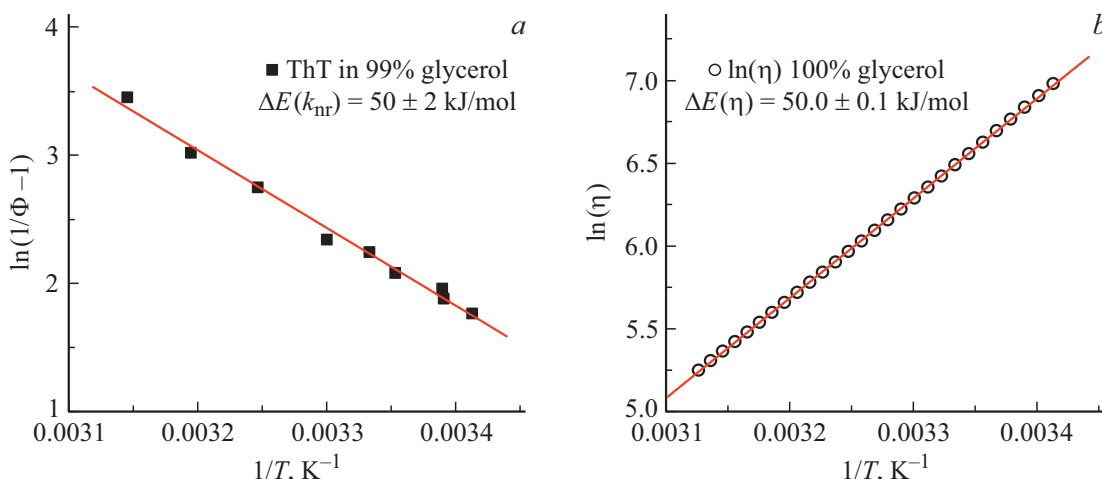 a
■ ThT in 99% glycerol
ΔE(k_nr) = 50 ± 2 kJ/mol
4
3
2
1
ln(1/Φ –1)
0.0031 0.0032 0.0033 0.0034
1/T, K⁻¹
b
○ ln(η) 100% glycerol
ΔE(η) = 50.0 ± 0.1 kJ/mol
7.0
6.5
6.0
5.5
5.0
ln(η)
0.0031 0.0032 0.0033 0.0034
1/T, K⁻¹